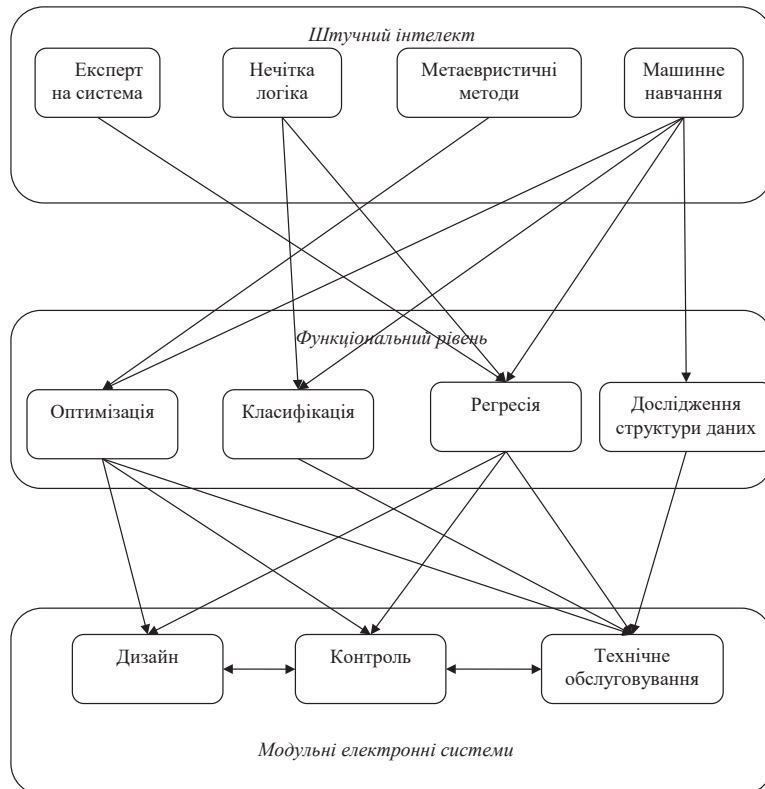 Штучний інтелект
Експерт
на система
Нечітка
логіка
Метаевристичні
методи
Машинне
навчання
Функціональний рівень
Оптимізація
Класифікація
Регресія
Дослідження
структури даних
Дизайн
Контроль
Технічне
обслуговування
Модульні електронні системи